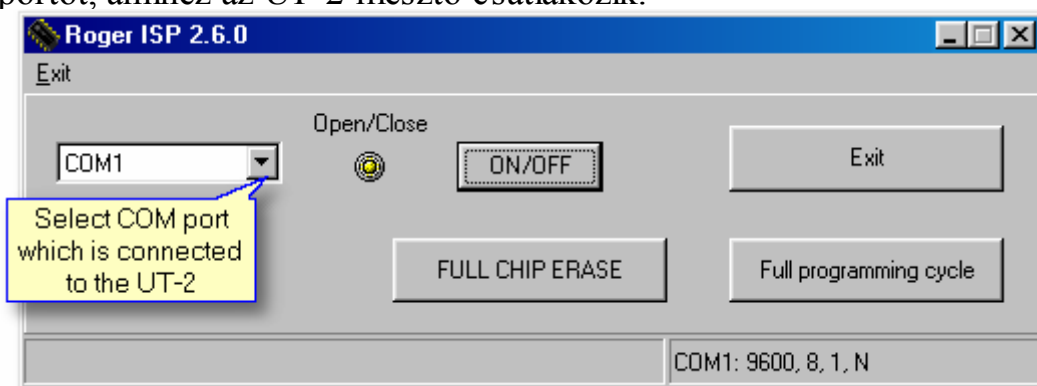 portot, amihez az UT-2 illesztő csatlakozik.
Roger ISP 2.6.0
Exit
Open/Close
COM1
ON/OFF
Exit
Select COM port
which is connected
to the UT-2
FULL CHIP ERASE
Full programming cycle
COM1: 9600, 8, 1, N